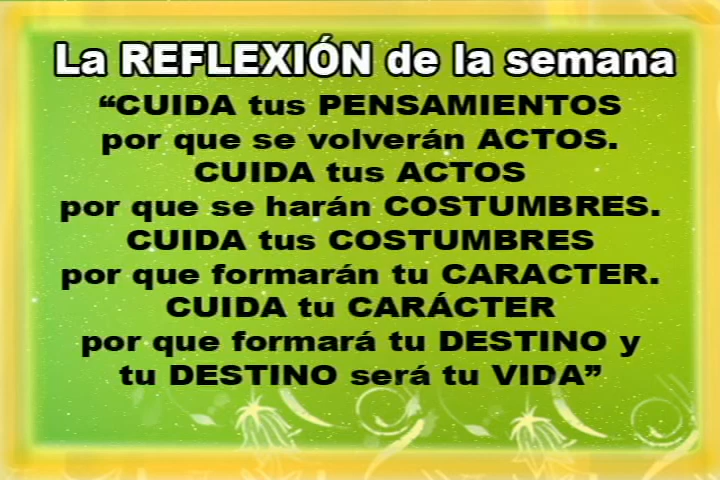 La REFLEXIÓN de la semana
“CUIDA tus PENSAMIENTOS
por que se volverán ACTOS.
CUIDA tus ACTOS
por que se harán COSTUMBRES.
CUIDA tus COSTUMBRES
por que formarán tu CARACTER.
CUIDA tu CARÁCTER
por que formará tu DESTINO y
tu DESTINO será tu VIDA”